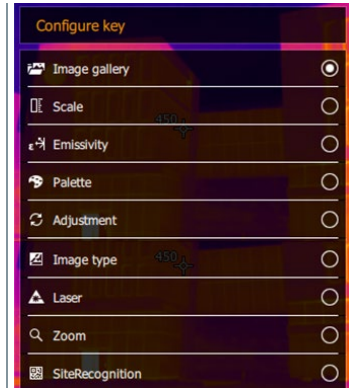 Configure key
Image gallery
Scale
450
ε Emissivity
Palette
Adjustment
Image type
450
Laser
Zoom
SiteRecognition